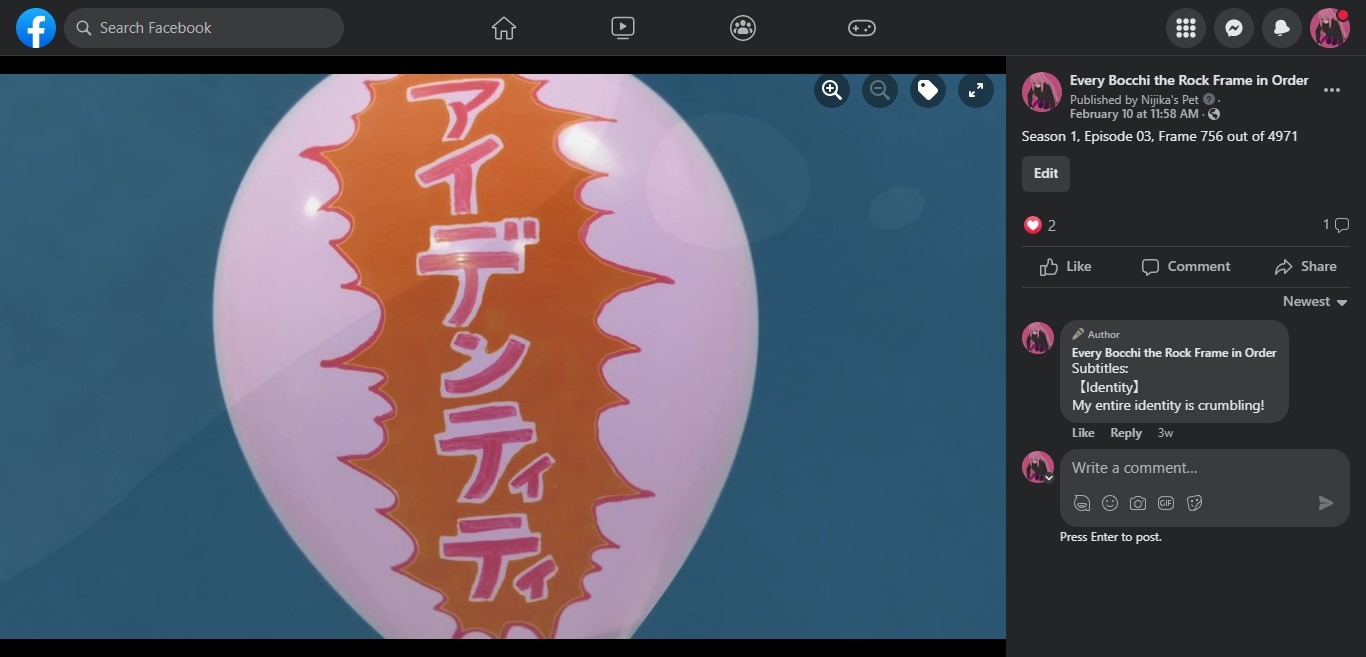 Search Facebook
アイデンティティ
Every Bocchi the Rock Frame in Order
Published by Nijika's Pet
February 10 at 11:58 AM ·
Season 1, Episode 03, Frame 756 out of 4971
Edit
2
1
Like
Comment
Share
Newest
Author
Every Bocchi the Rock Frame in Order
Subtitles:
【Identity】
My entire identity is crumbling!
Like Reply 3w
Write a comment...
GIF
Press Enter to post.